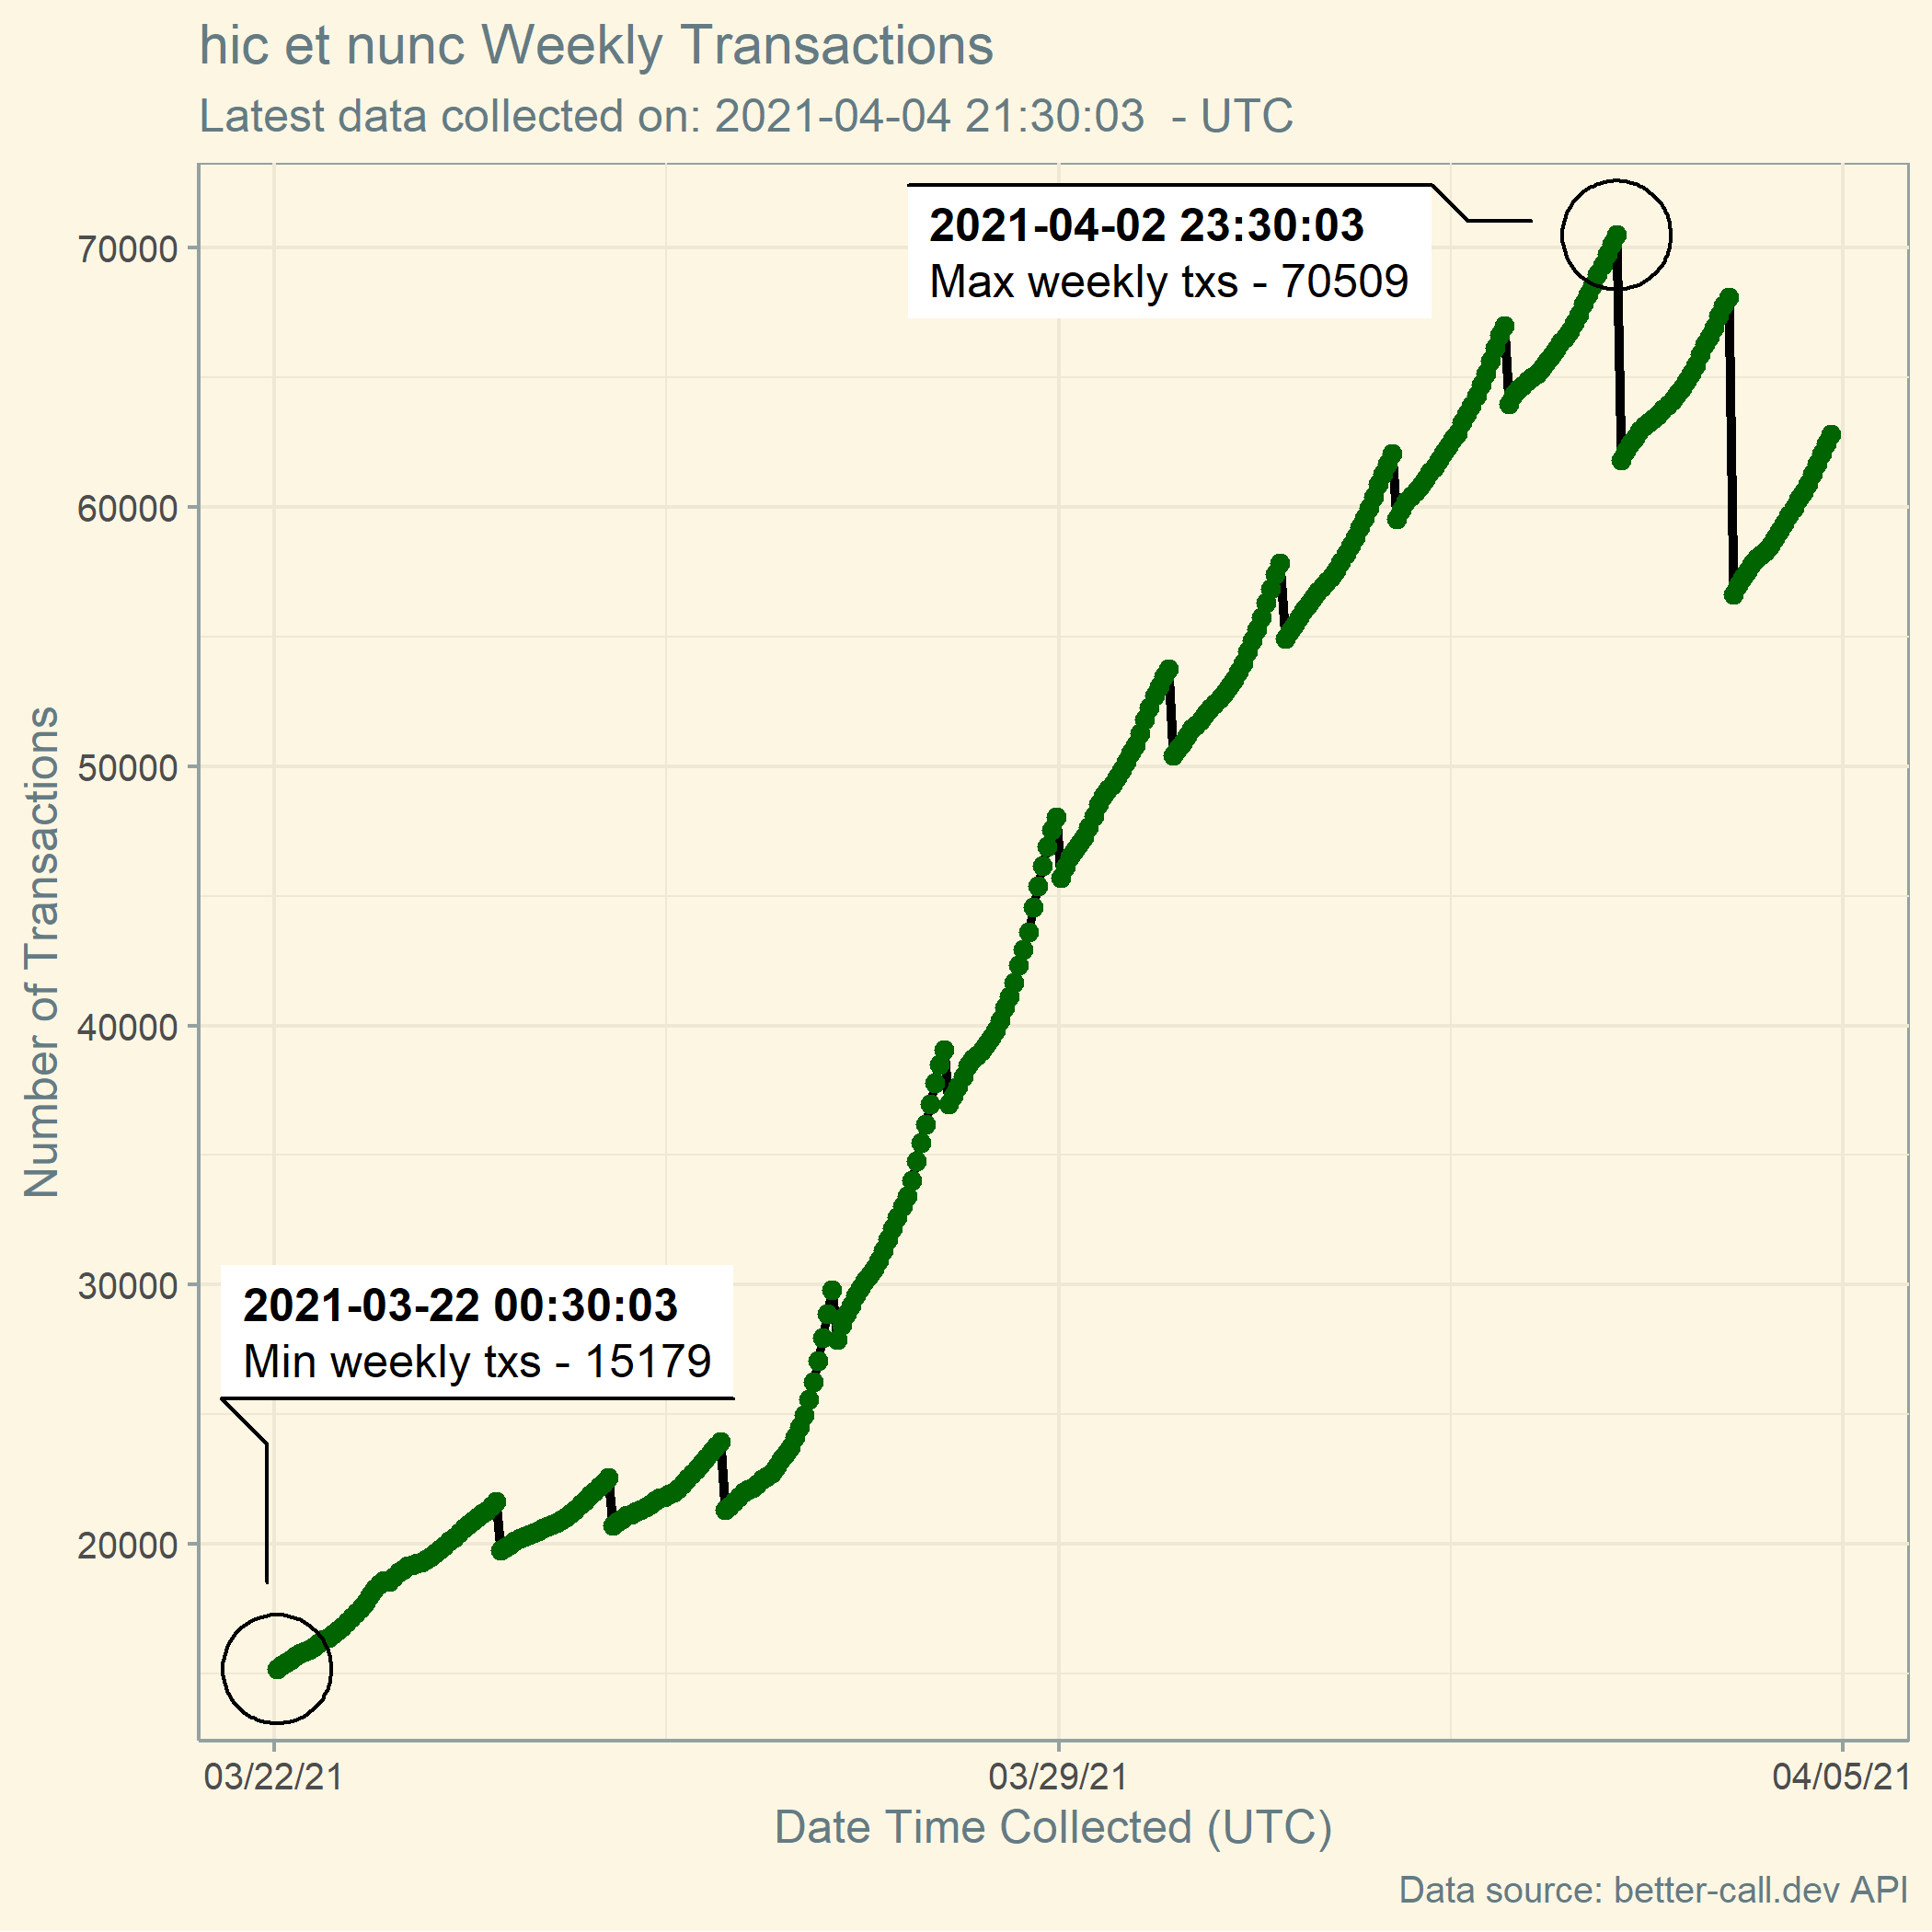 hic et nunc Weekly Transactions
Latest data collected on: 2021-04-04 21:30:03  - UTC
2021-04-02 23:30:03
Max weekly txs - 70509
70000
60000
50000
40000
30000
20000
Number of Transactions
2021-03-22 00:30:03
Min weekly txs - 15179
03/22/21
03/29/21
04/05/21
Date Time Collected (UTC)
Data source: better-call.dev API